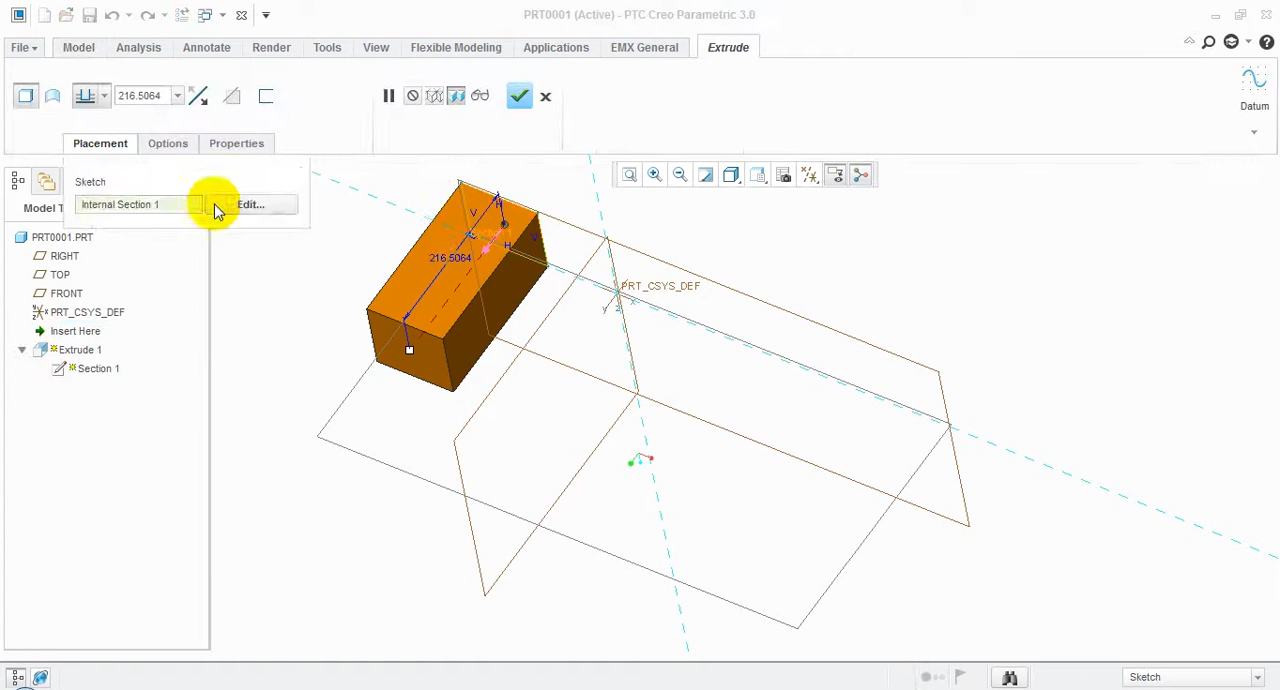 PRT0001 (Active) - PTC Creo Parametric 3.0
File Model Analysis Annotate Render Tools View Flexible Modeling Applications EMX General Extrude
216.5064
Datum
Placement Options Properties
Sketch
Internal Section 1 Edit...
Model T
PRT0001.PRT
RIGHT
TOP
FRONT
PRT_CSYS_DEF
Insert Here
Extrude 1
Section 1
V
H
H
V
216.5064
PRT_CSYS_DEF
x
y
z
Sketch